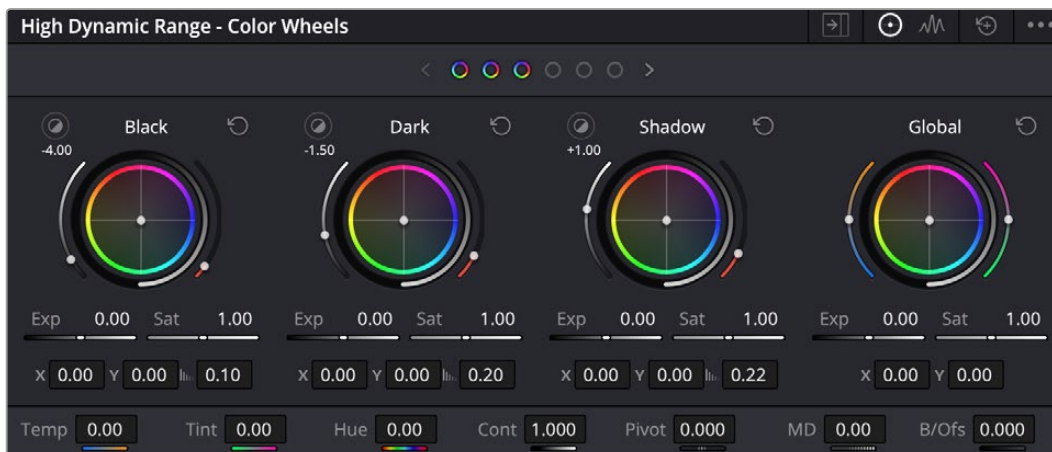 High Dynamic Range - Color Wheels
Black Dark Shadow Global
-4.00 -1.50 +1.00
Exp 0.00 Sat 1.00 Exp 0.00 Sat 1.00 Exp 0.00 Sat 1.00 Exp 0.00 Sat 1.00
X 0.00 Y 0.00 0.10 X 0.00 Y 0.00 0.20 X 0.00 Y 0.00 0.22 X 0.00 Y 0.00
Temp 0.00 Tint 0.00 Hue 0.00 Cont 1.000 Pivot 0.000 MD 0.00 B/Ofs 0.000